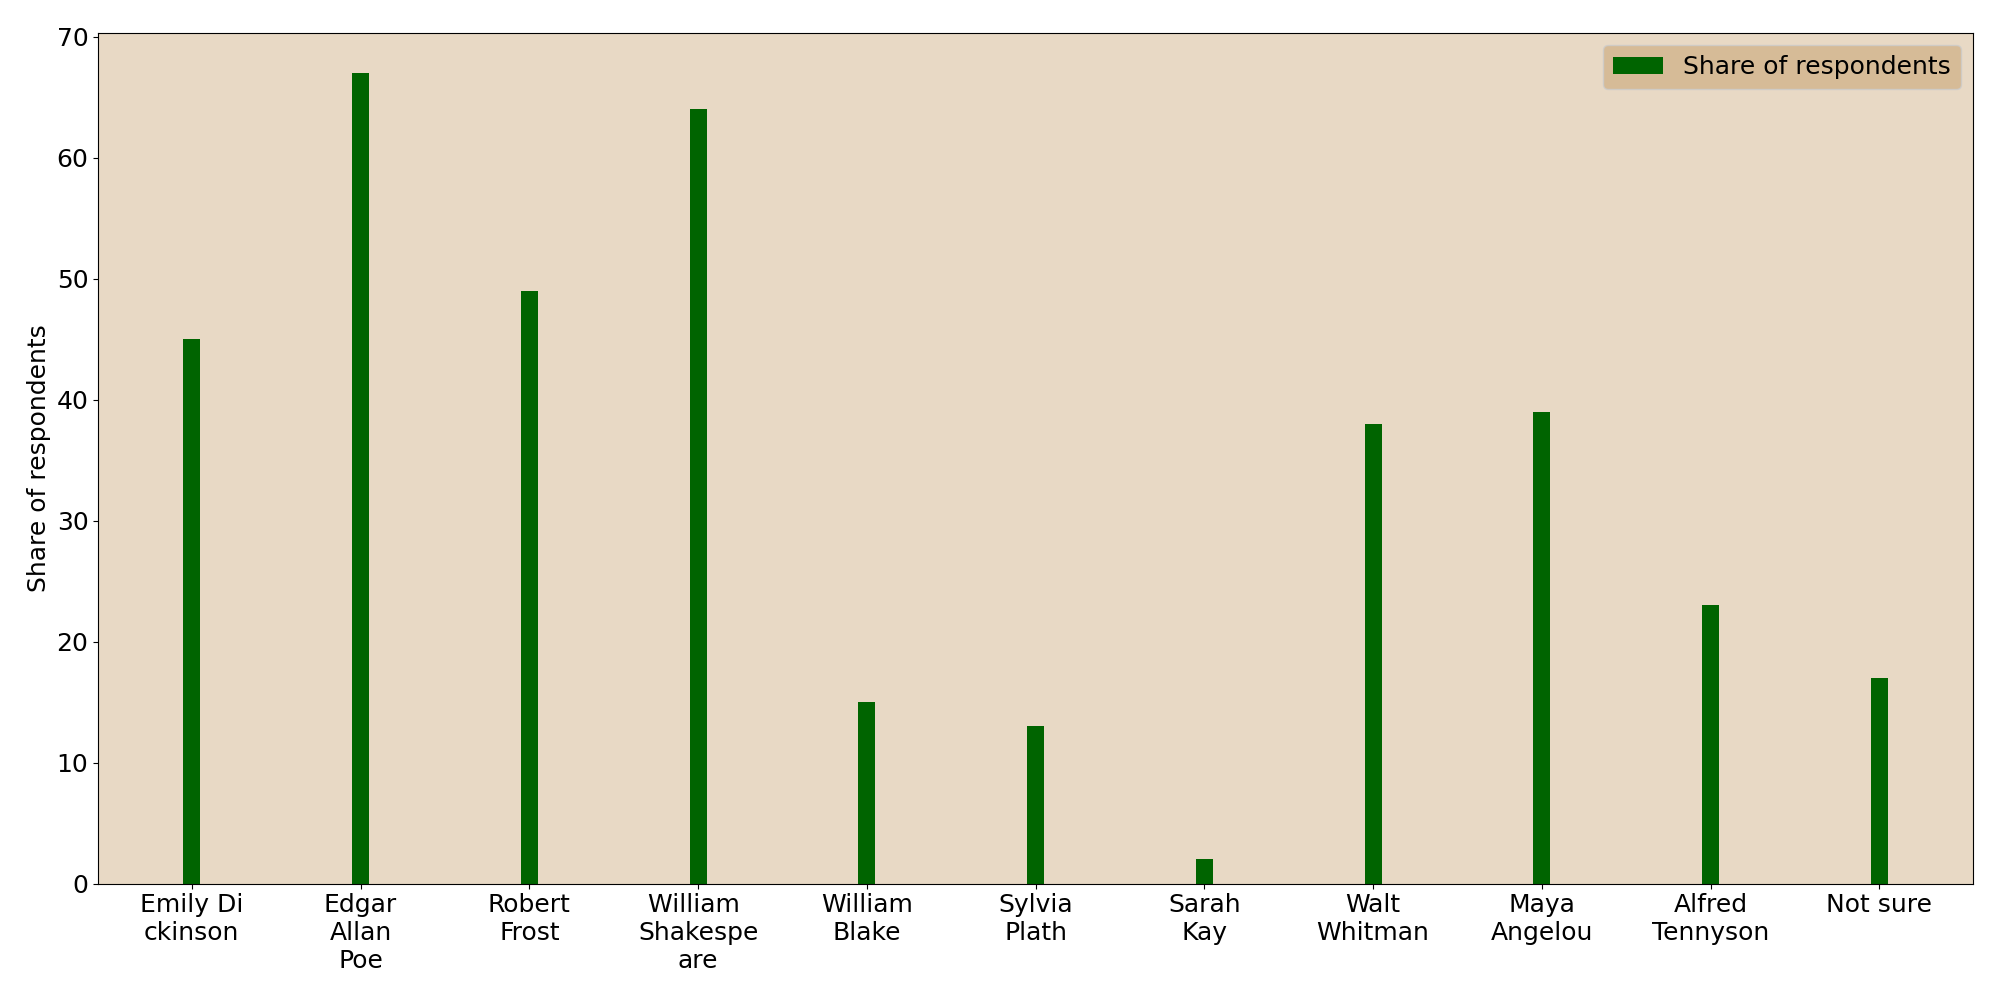 Share of respondents
Share of respondents
70
60
50
40
30
20
10
0
Emily Di
ckinson
Edgar
Allan
Poe
Robert
Frost
William
Shakespe
are
William
Blake
Sylvia
Plath
Sarah
Kay
Walt
Whitman
Maya
Angelou
Alfred
Tennyson
Not sure